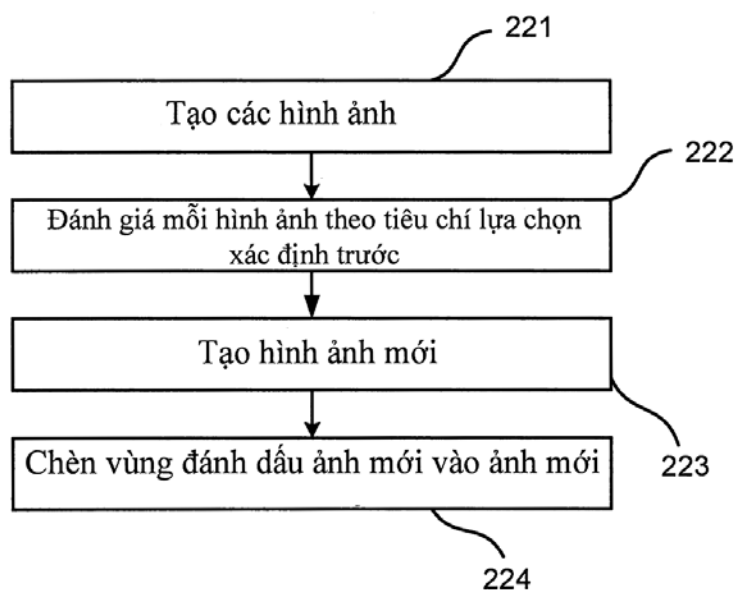 221
Tạo các hình ảnh
222
Đánh giá mỗi hình ảnh theo tiêu chí lựa chọn
xác định trước
Tạo hình ảnh mới
223
Chèn vùng đánh dấu ảnh mới vào ảnh mới
224